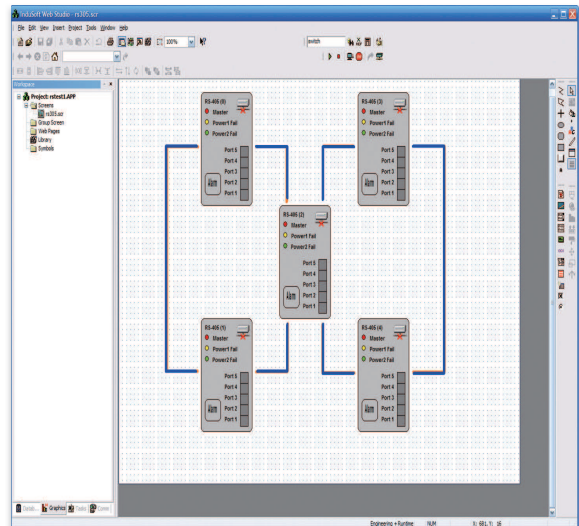 InduSoft Web Studio - rs305.scr
File Edit View Insert Project Tools Window Help
100%
switch
Workspace
Project: rstest1.APP
Screens
rs305.scr
Group Screen
Web Pages
Library
Symbols
RS-405 (0)
Master
Power1 Fail
Power2 Fail
Port 5
Port 4
Port 3
Port 2
Port 1
Alarm
RS-405 (3)
Master
Power1 Fail
Power2 Fail
Port 5
Port 4
Port 3
Port 2
Port 1
Alarm
RS-405 (2)
Master
Power1 Fail
Power2 Fail
Port 5
Port 4
Port 3
Port 2
Port 1
Alarm
RS-405 (1)
Master
Power1 Fail
Power2 Fail
Port 5
Port 4
Port 3
Port 2
Port 1
Alarm
RS-405 (4)
Master
Power1 Fail
Power2 Fail
Port 5
Port 4
Port 3
Port 2
Port 1
Alarm
Datab... Graphics Tasks Comm
Engineering + Runtime NUM X: 681, Y: 16